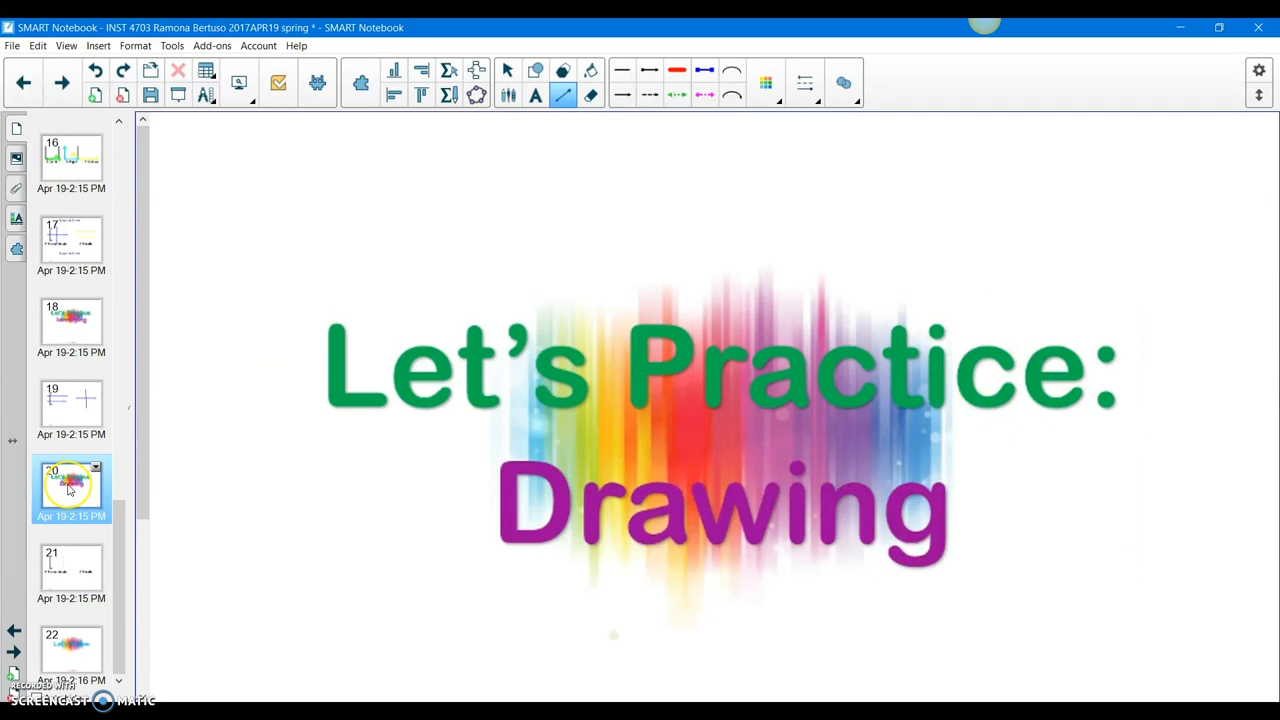 SMART Notebook - INST 4703 Ramona Bertuso 2017APR19 spring * - SMART Notebook
File Edit View Insert Format Tools Add-ons Account Help
16
Apr 19-2:15 PM
17
Apr 19-2:15 PM
18
Apr 19-2:15 PM
19
Apr 19-2:15 PM
20
Apr 19-2:15 PM
21
Apr 19-2:15 PM
22
Apr 19-2:16 PM
Let's Practice:
Drawing
RECORDED WITH
SCREENCAST MATIC